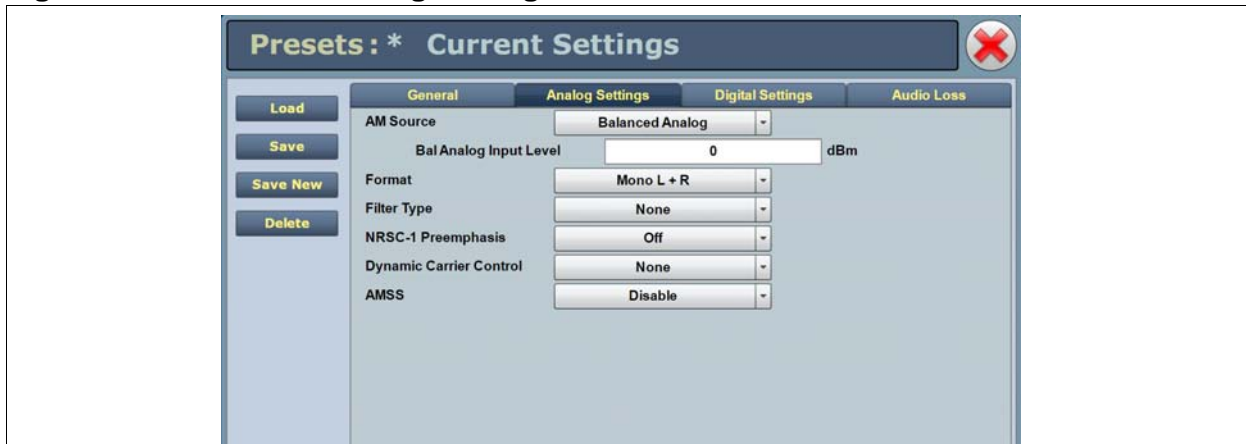 Presets:* Current Settings
Load
Save
Save New
Delete
General Analog Settings Digital Settings Audio Loss
AM Source Balanced Analog
Bal Analog Input Level 0 dBm
Format Mono L + R
Filter Type None
NRSC-1 Preemphasis Off
Dynamic Carrier Control None
AMSS Disable